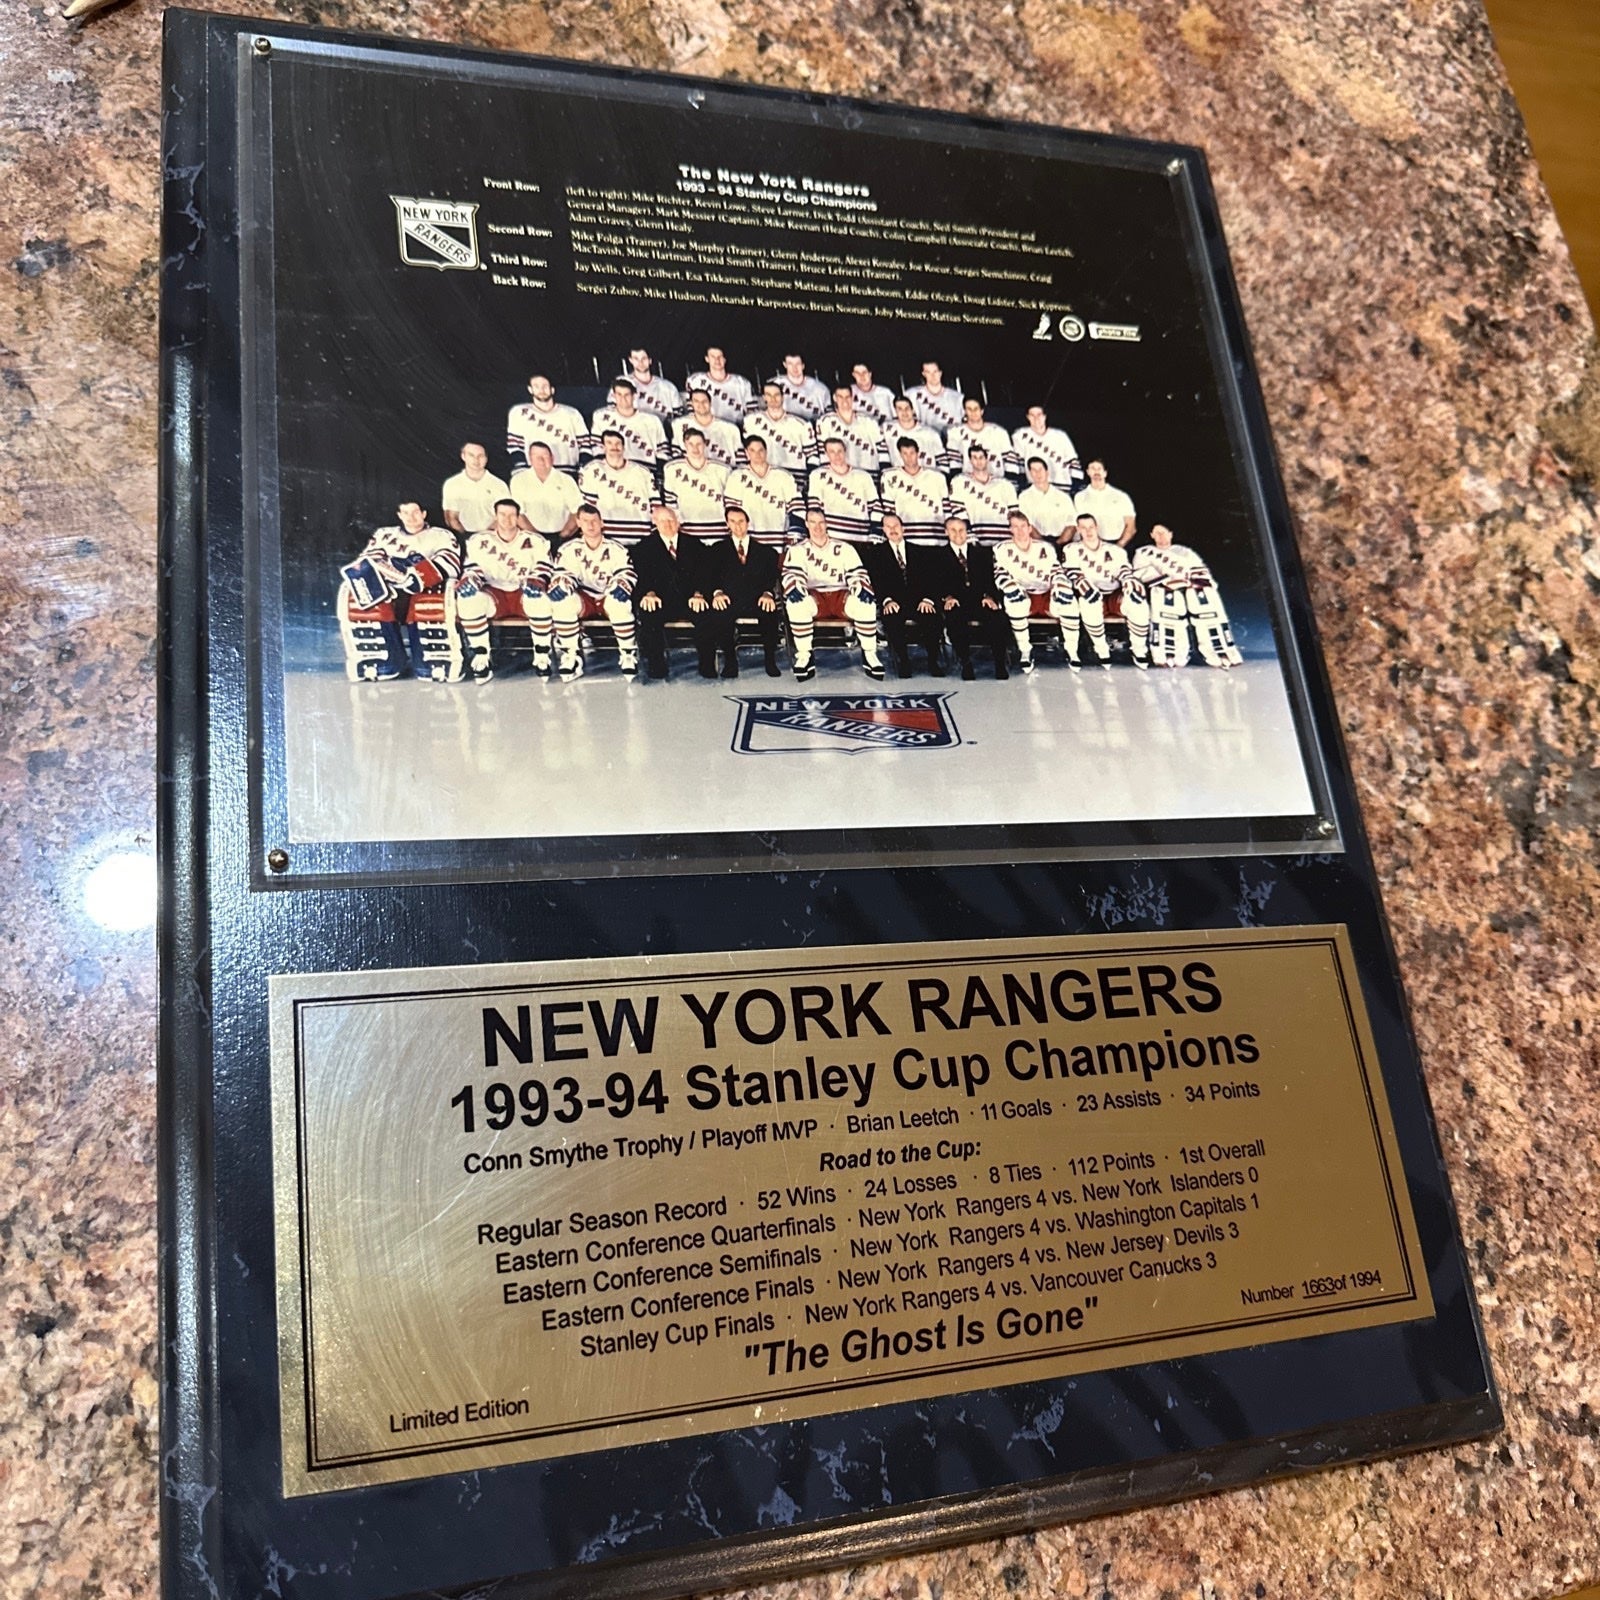 The New York Rangers
1993 - 94 Stanley Cup Champions
Front Row: (left to right): Mike Richter, Kevin Lowe, Steve Larmer, Dick Todd (Assistant Coach), Neil Smith (President and
General Manager), Mark Messier (Captain), Mike Keenan (Head Coach), Colin Campbell (Associate Coach), Brian Leetch,
Adam Graves, Glenn Healy.
Second Row: Mike Folga (Trainer), Joe Murphy (Trainer), Glenn Anderson, Alexei Kovalev, Joe Kocur, Sergei Nemchinov, Craig
MacTavish, Mike Hartman, David Smith (Trainer), Bruce Lefrieri (Trainer).
Third Row: Jay Wells, Greg Gilbert, Esa Tikkanen, Stephane Matteau, Jeff Beukeboom, Eddie Olczyk, Doug Lidster, Nick Kypreos.
Back Row: Sergei Zubov, Mike Hudson, Alexander Karpovtsev, Brian Noonan, Joby Messier, Mattias Norstrom.
NEW YORK
RANGERS
NEW YORK
RANGERS
NEW YORK RANGERS
1993-94 Stanley Cup Champions
Conn Smythe Trophy / Playoff MVP · Brian Leetch · 11 Goals · 23 Assists · 34 Points
Road to the Cup:
Regular Season Record · 52 Wins · 24 Losses · 8 Ties · 112 Points · 1st Overall
Eastern Conference Quarterfinals · New York Rangers 4 vs. New York Islanders 0
Eastern Conference Semifinals · New York Rangers 4 vs. Washington Capitals 1
Eastern Conference Finals · New York Rangers 4 vs. New Jersey Devils 3
Stanley Cup Finals · New York Rangers 4 vs. Vancouver Canucks 3
"The Ghost Is Gone"
Number 1663 of 1994
Limited Edition